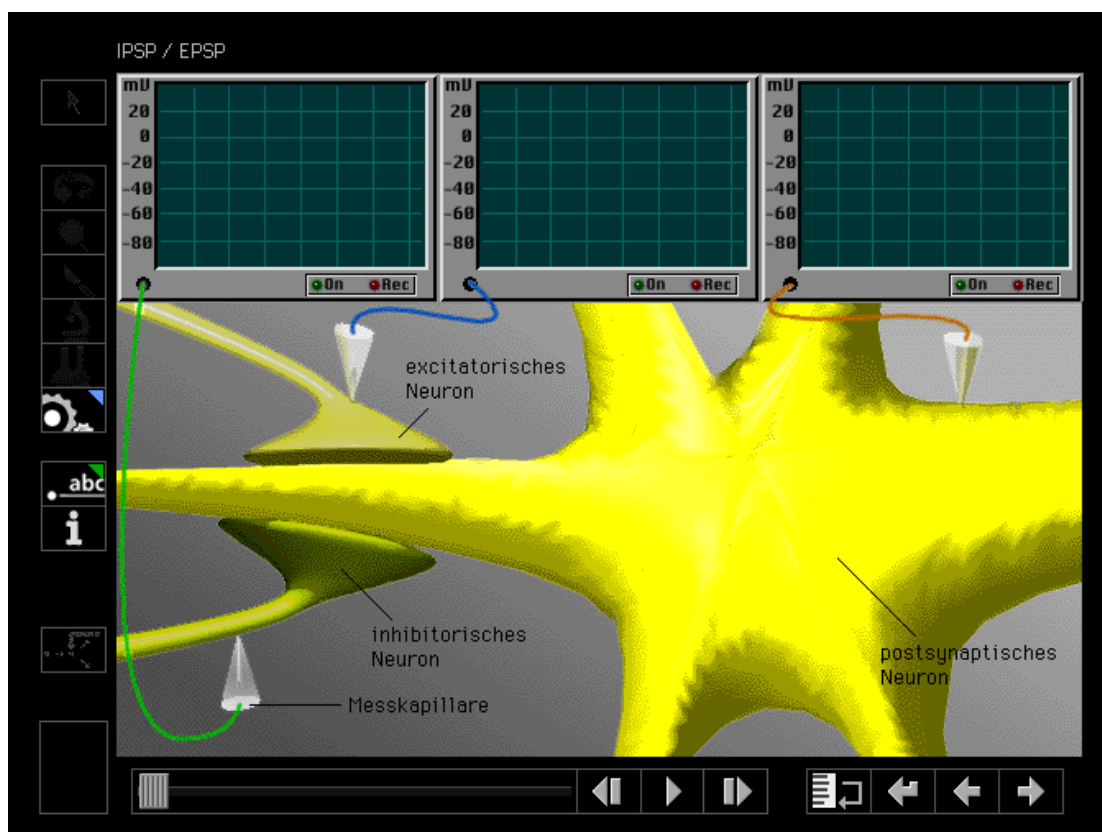 IPSP / EPSP
mV
20
0
-20
-40
-60
-80
On Rec
mV
20
0
-20
-40
-60
-80
On Rec
mV
20
0
-20
-40
-60
-80
On Rec
excitatorisches
Neuron
abc
i
inhibitorisches
Neuron
postsynaptisches
Neuron
Messkapillare